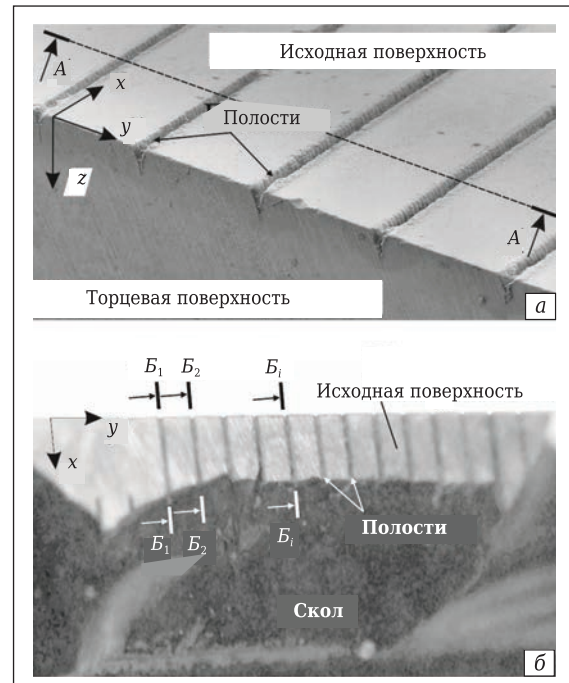 Исходная поверхность
A
x
Полости
y
z
A
Торцевая поверхность
а
Б1 Б2 Бi
Исходная поверхность
y
x
Полости
Б1 Б2 Бi
Скол
б